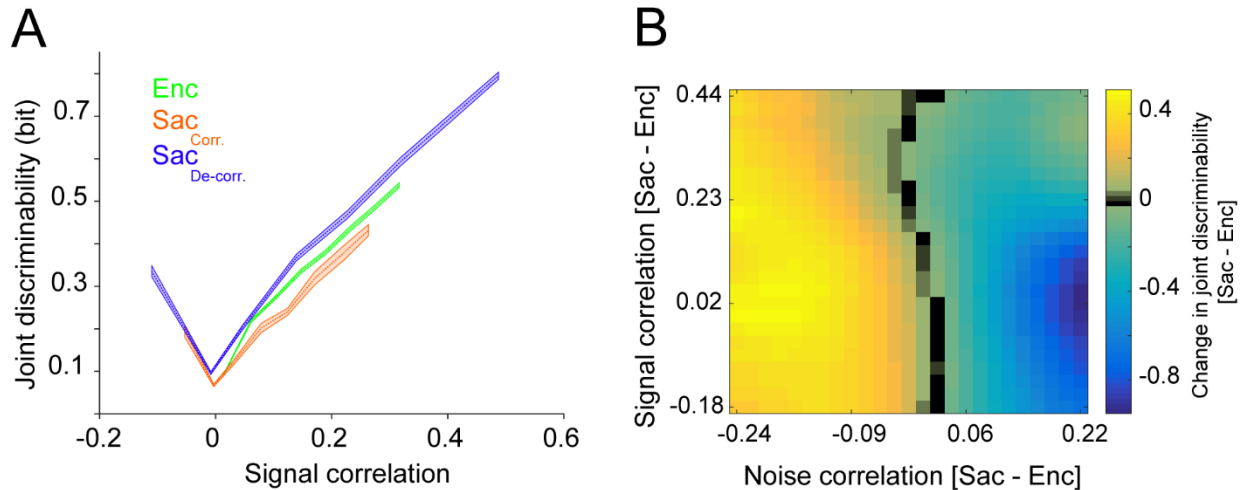 A
Joint discriminability (bit)
0.7
0.5
0.3
0.1
Enc
Sac
Corr.
Sac
De-corr.
-0.2
0
0.2
0.4
0.6
Signal correlation
B
Signal correlation [Sac - Enc]
0.44
0.23
0.02
-0.18
-0.24
-0.09
0.06
0.22
Noise correlation [Sac - Enc]
0.4
0
-0.4
-0.8
Change in joint discriminability
[Sac - Enc]